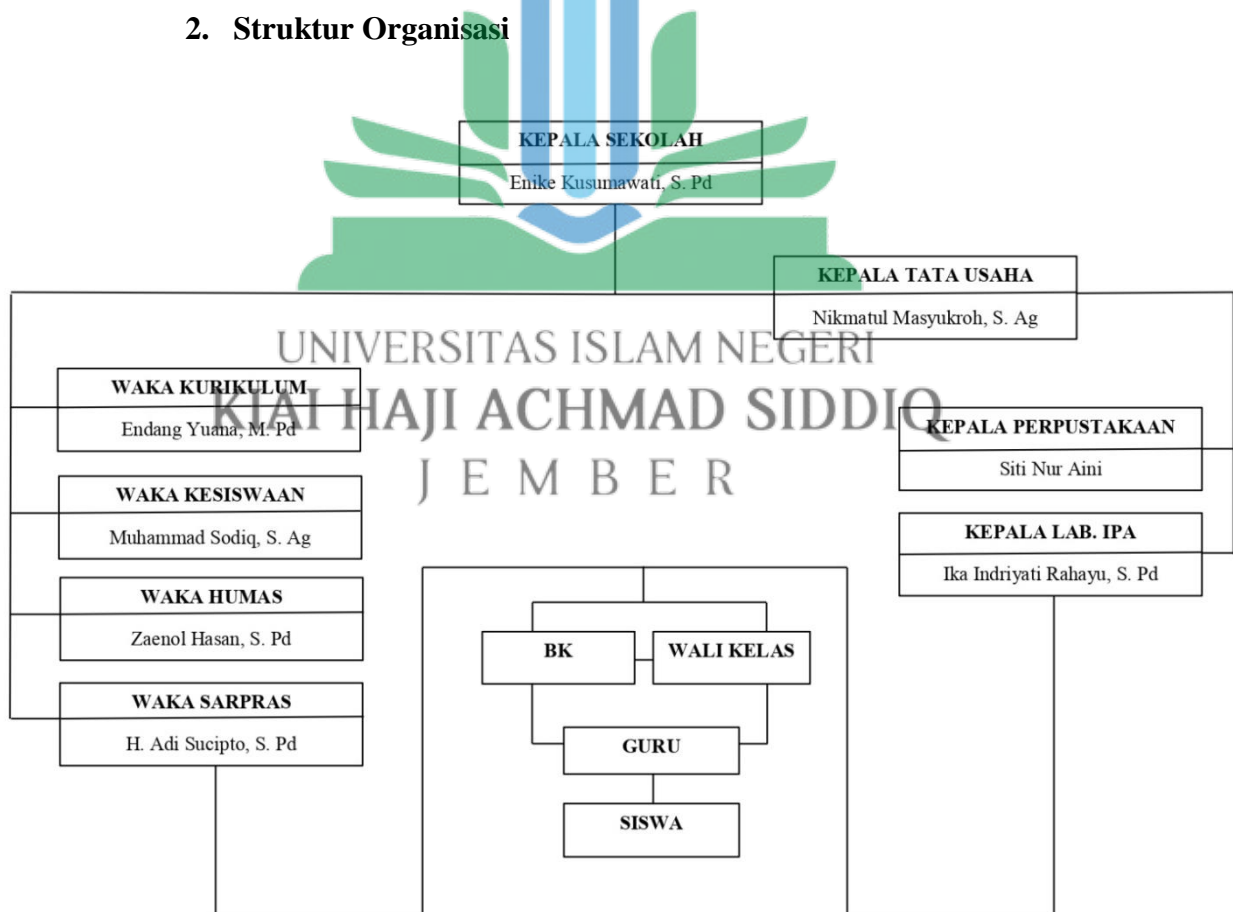 2. Struktur Organisasi
KEPALA SEKOLAH
Enike Kusumawati, S. Pd
KEPALA TATA USAHA
Nikmatul Masyukroh, S. Ag
UNIVERSITAS ISLAM NEGERI
KIAI HAJI ACHMAD SIDDIQ
JEMBER
WAKA KURIKULUM
Endang Yuana, M. Pd
WAKA KESISWAAN
Muhammad Sodiq, S. Ag
WAKA HUMAS
Zaenol Hasan, S. Pd
WAKA SARPRAS
H. Adi Sucipto, S. Pd
KEPALA PERPUSTAKAAN
Siti Nur Aini
KEPALA LAB. IPA
Ika Indriyati Rahayu, S. Pd
BK
WALI KELAS
GURU
SISWA